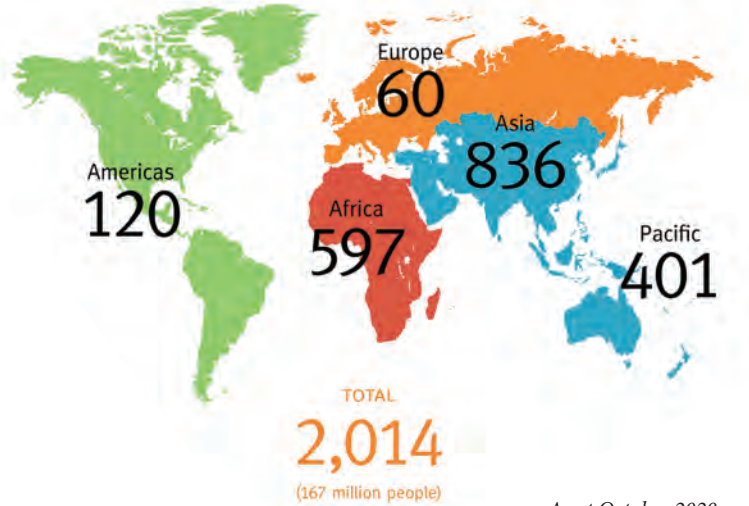 Europe
60
Asia
836
Americas
120
Africa
597
Pacific
401
TOTAL
2,014
(167 million people)